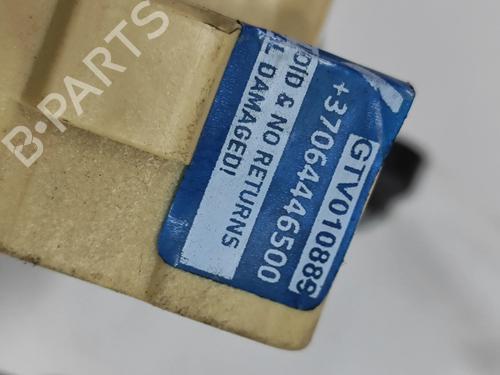 B-PARTS
GTV010889
+37064446500
OID & NO RETURNS
L DAMAGED!